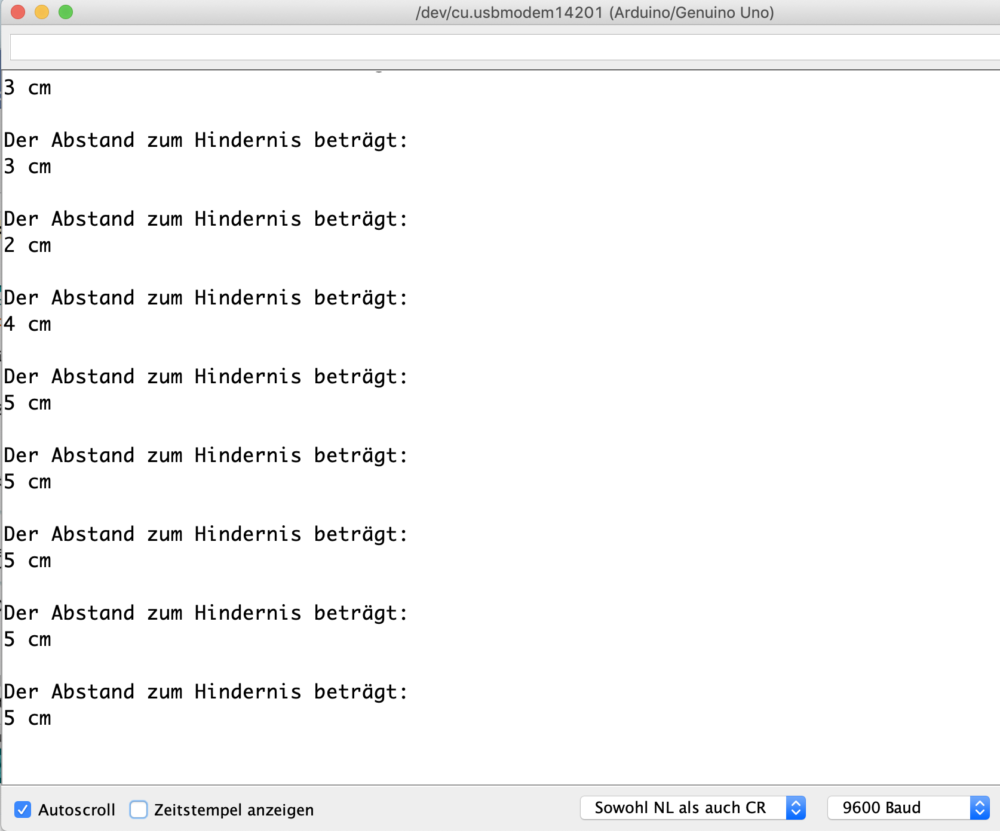 /dev/cu.usbmodem14201 (Arduino/Genuino Uno)
3 cm
Der Abstand zum Hindernis beträgt:
3 cm
Der Abstand zum Hindernis beträgt:
2 cm
Der Abstand zum Hindernis beträgt:
4 cm
Der Abstand zum Hindernis beträgt:
5 cm
Der Abstand zum Hindernis beträgt:
5 cm
Der Abstand zum Hindernis beträgt:
5 cm
Der Abstand zum Hindernis beträgt:
5 cm
Der Abstand zum Hindernis beträgt:
5 cm
Autoscroll Zeitstempel anzeigen Sowohl NL als auch CR 9600 Baud